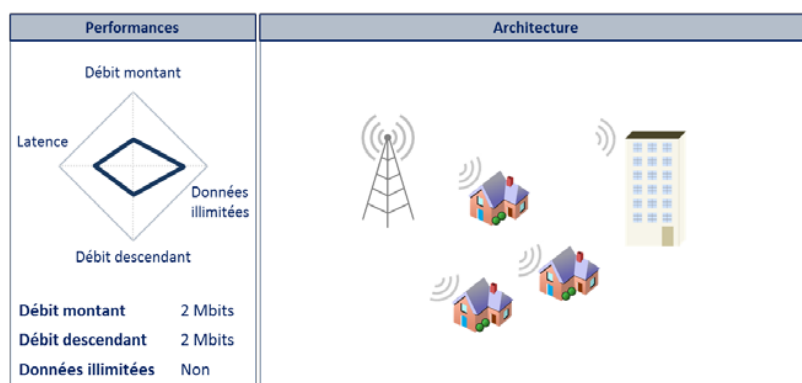 Performances
Architecture
Débit montant
Latence
Données
illimitées
Débit descendant
Débit montant 2 Mbits
Débit descendant 2 Mbits
Données illimitées Non